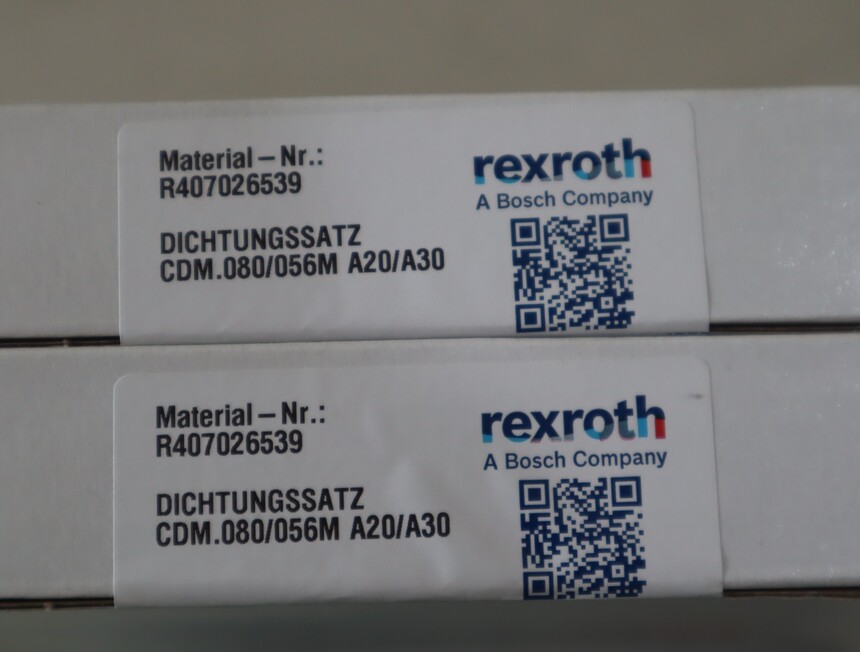 Material – Nr.:
R407026539
DICHTUNGSSATZ
CDM.080/056M A20/A30
rexroth
A Bosch Company
Material – Nr.:
R407026539
DICHTUNGSSATZ
CDM.080/056M A20/A30
rexroth
A Bosch Company